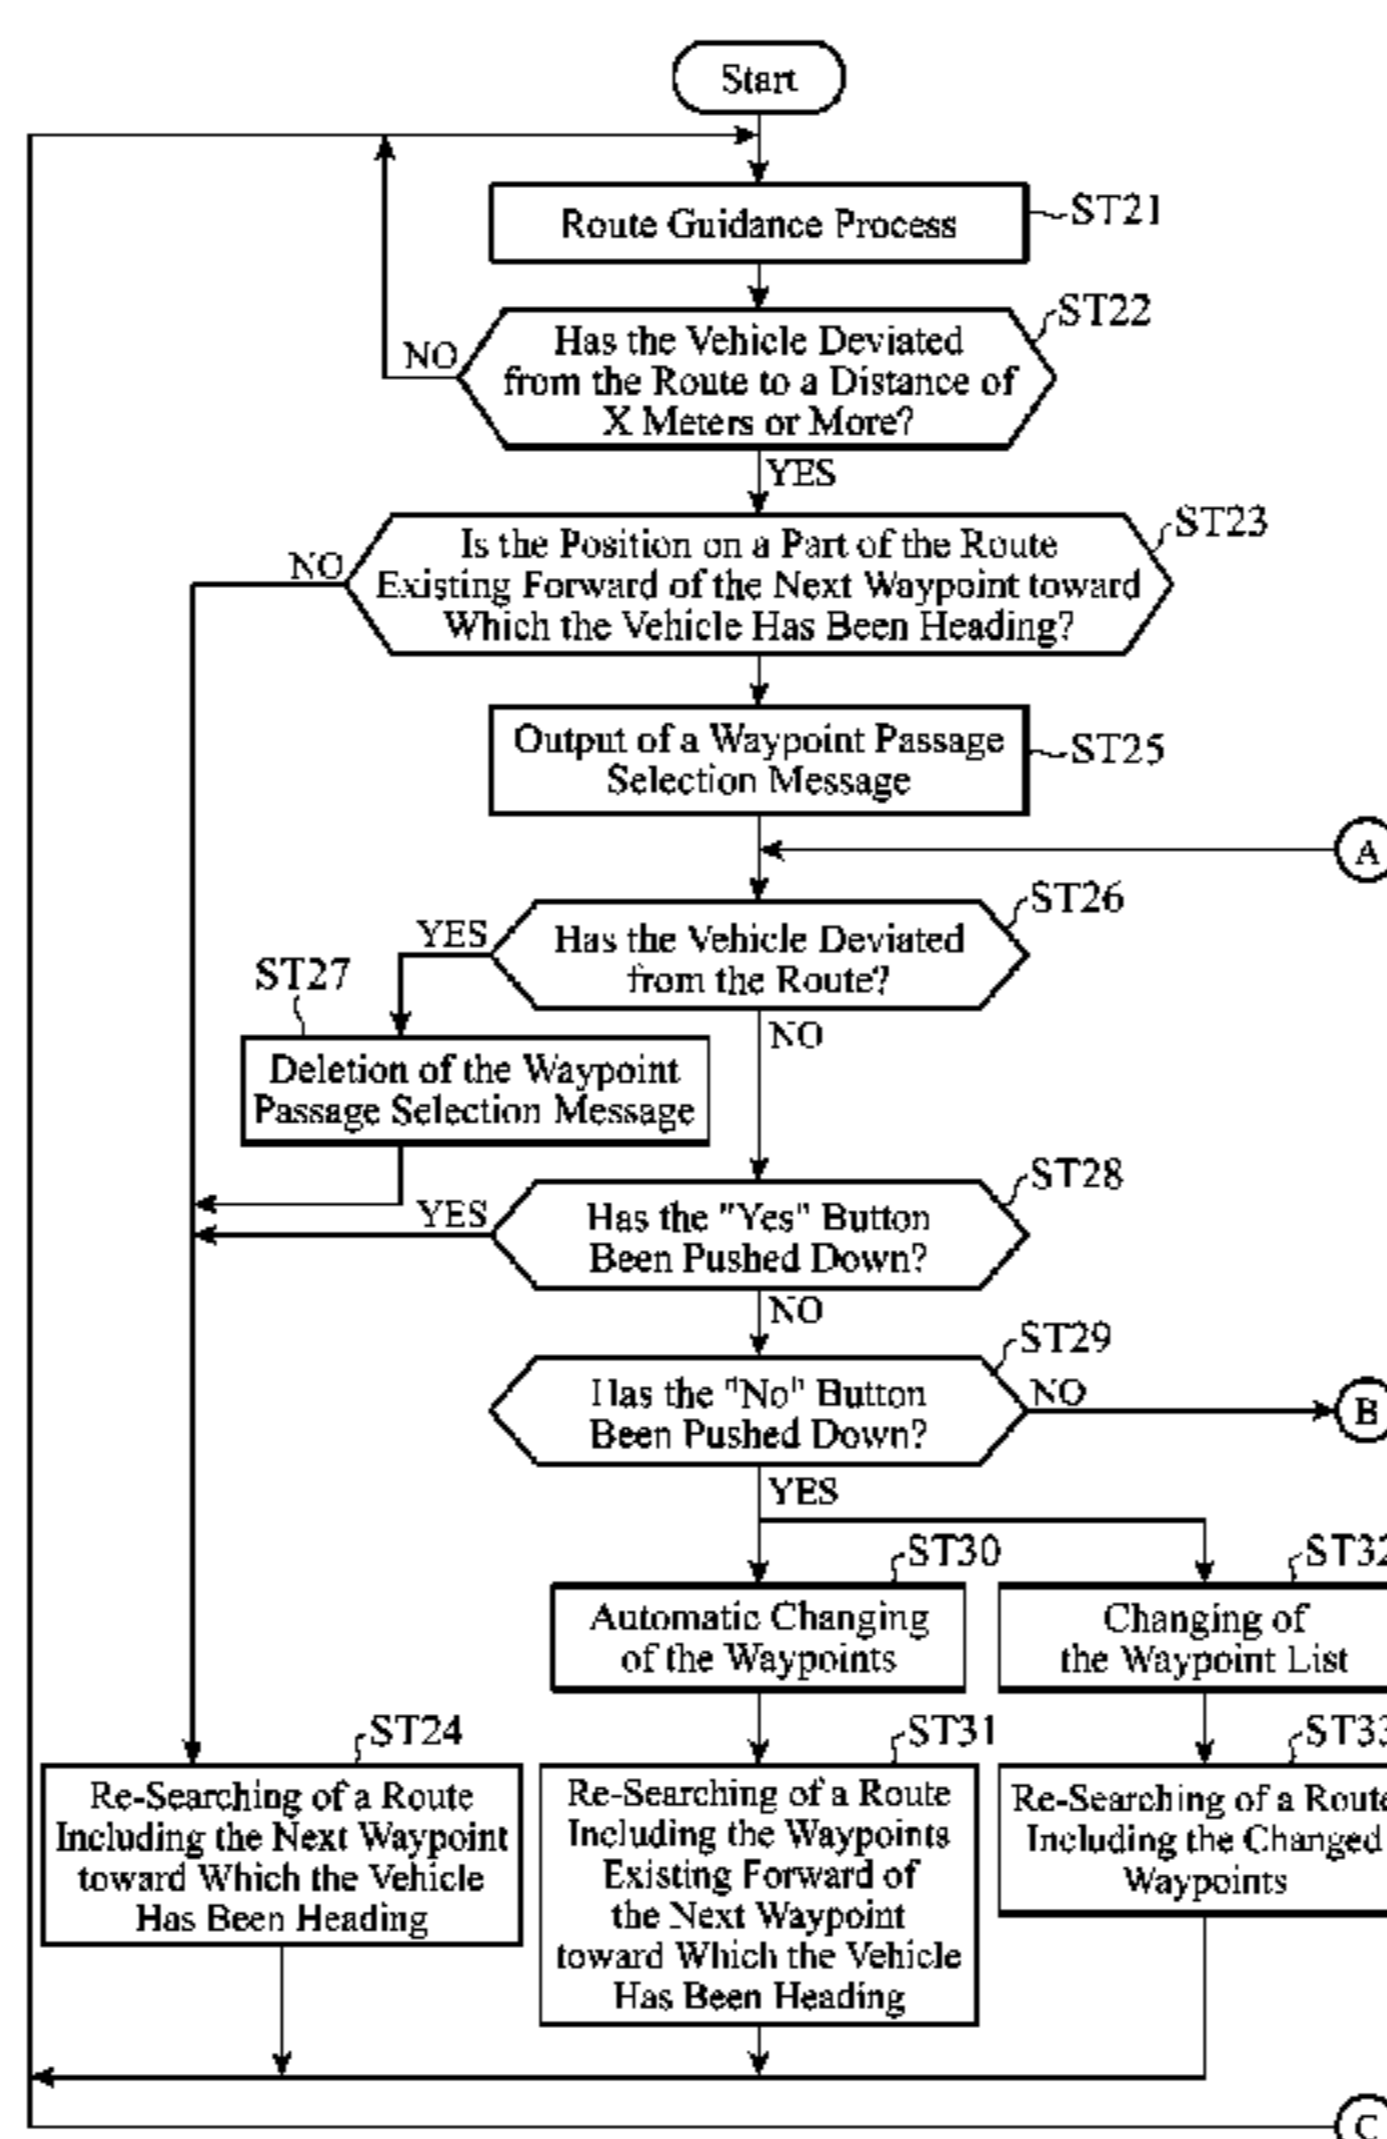 Start
Route Guidance Process
ST21
ST22
Has the Vehicle Deviated
from the Route to a Distance of
X Meters or More?
NO
YES
ST23
Is the Position on a Part of the Route
Existing Forward of the Next Waypoint toward
Which the Vehicle Has Been Heading?
NO
Output of a Waypoint Passage
Selection Message
ST25
A
ST26
YES
Has the Vehicle Deviated
from the Route?
NO
ST27
Deletion of the Waypoint
Passage Selection Message
ST28
YES
Has the "Yes" Button
Been Pushed Down?
NO
ST29
Has the "No" Button
Been Pushed Down?
NO
B
YES
ST30
Automatic Changing
of the Waypoints
ST32
Changing of
the Waypoint List
ST24
Re-Searching of a Route
Including the Next Waypoint
toward Which the Vehicle
Has Been Heading
ST31
Re-Searching of a Route
Including the Waypoints
Existing Forward of
the Next Waypoint
toward Which the Vehicle
Has Been Heading
ST33
Re-Searching of a Route
Including the Changed
Waypoints
C